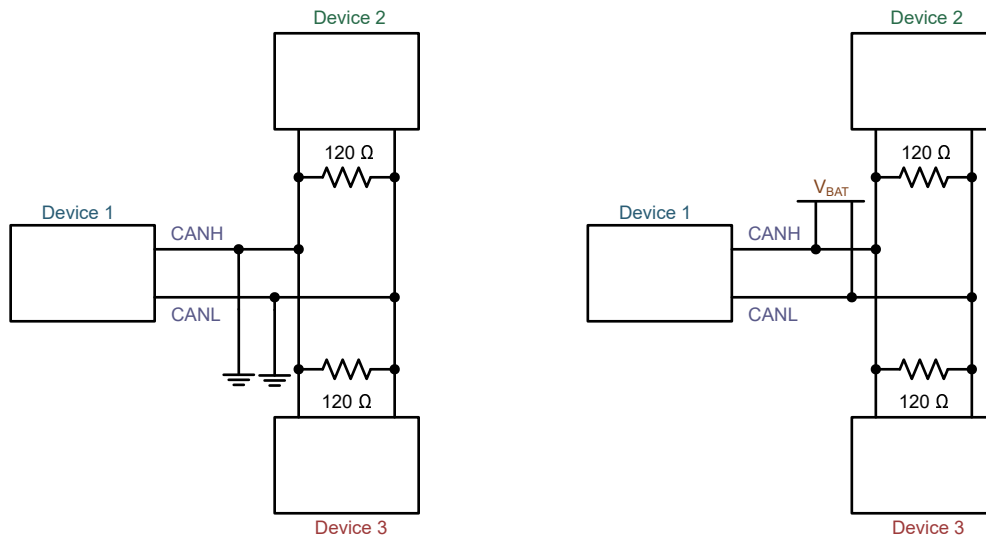 Device 2
120 Ω
Device 1
CANH
CANL
120 Ω
Device 3
Device 2
120 Ω
VBAT
Device 1
CANH
CANL
120 Ω
Device 3